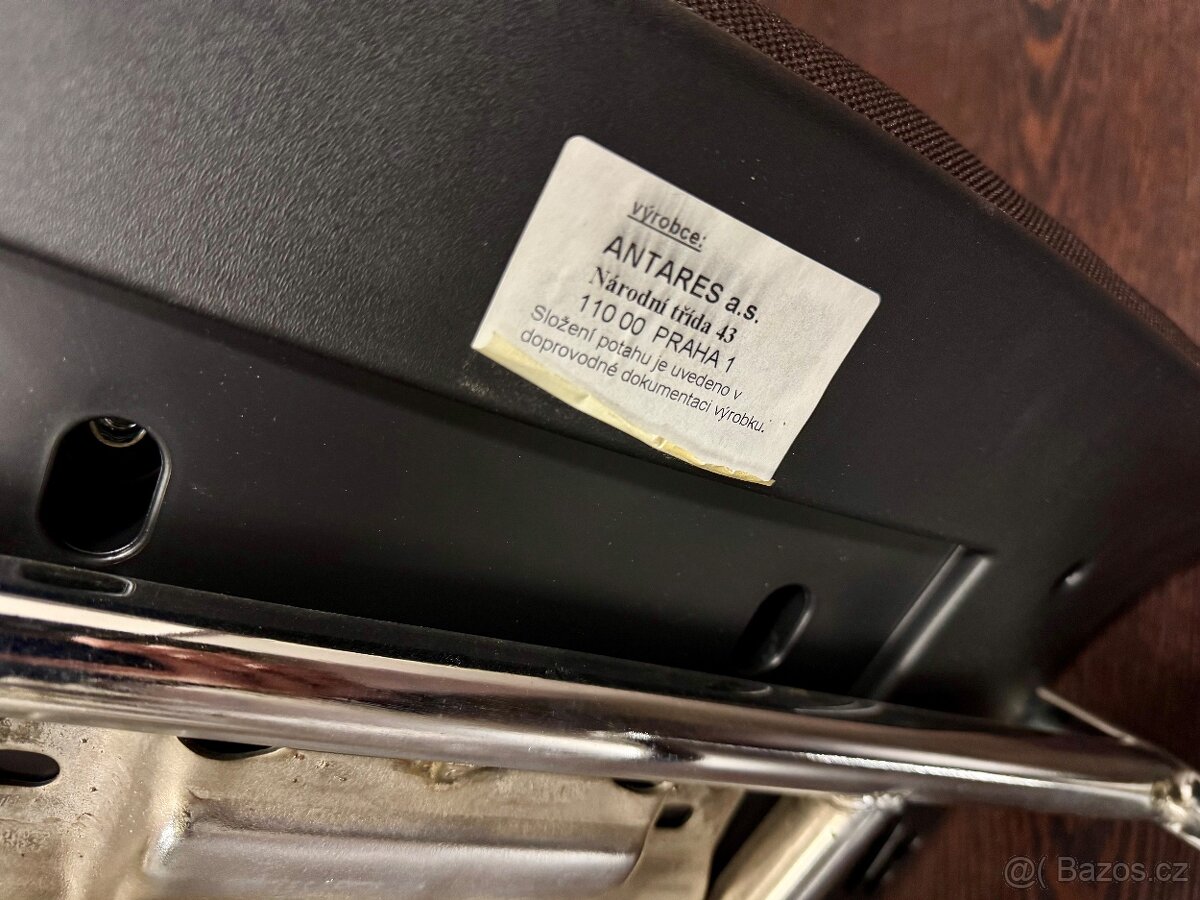 výrobce:
ANTARES a.s.
Národní třída 43
110 00 PRAHA 1
Složení potahu je uvedeno v
doprovodné dokumentaci výrobku.
@( Bazos.cz